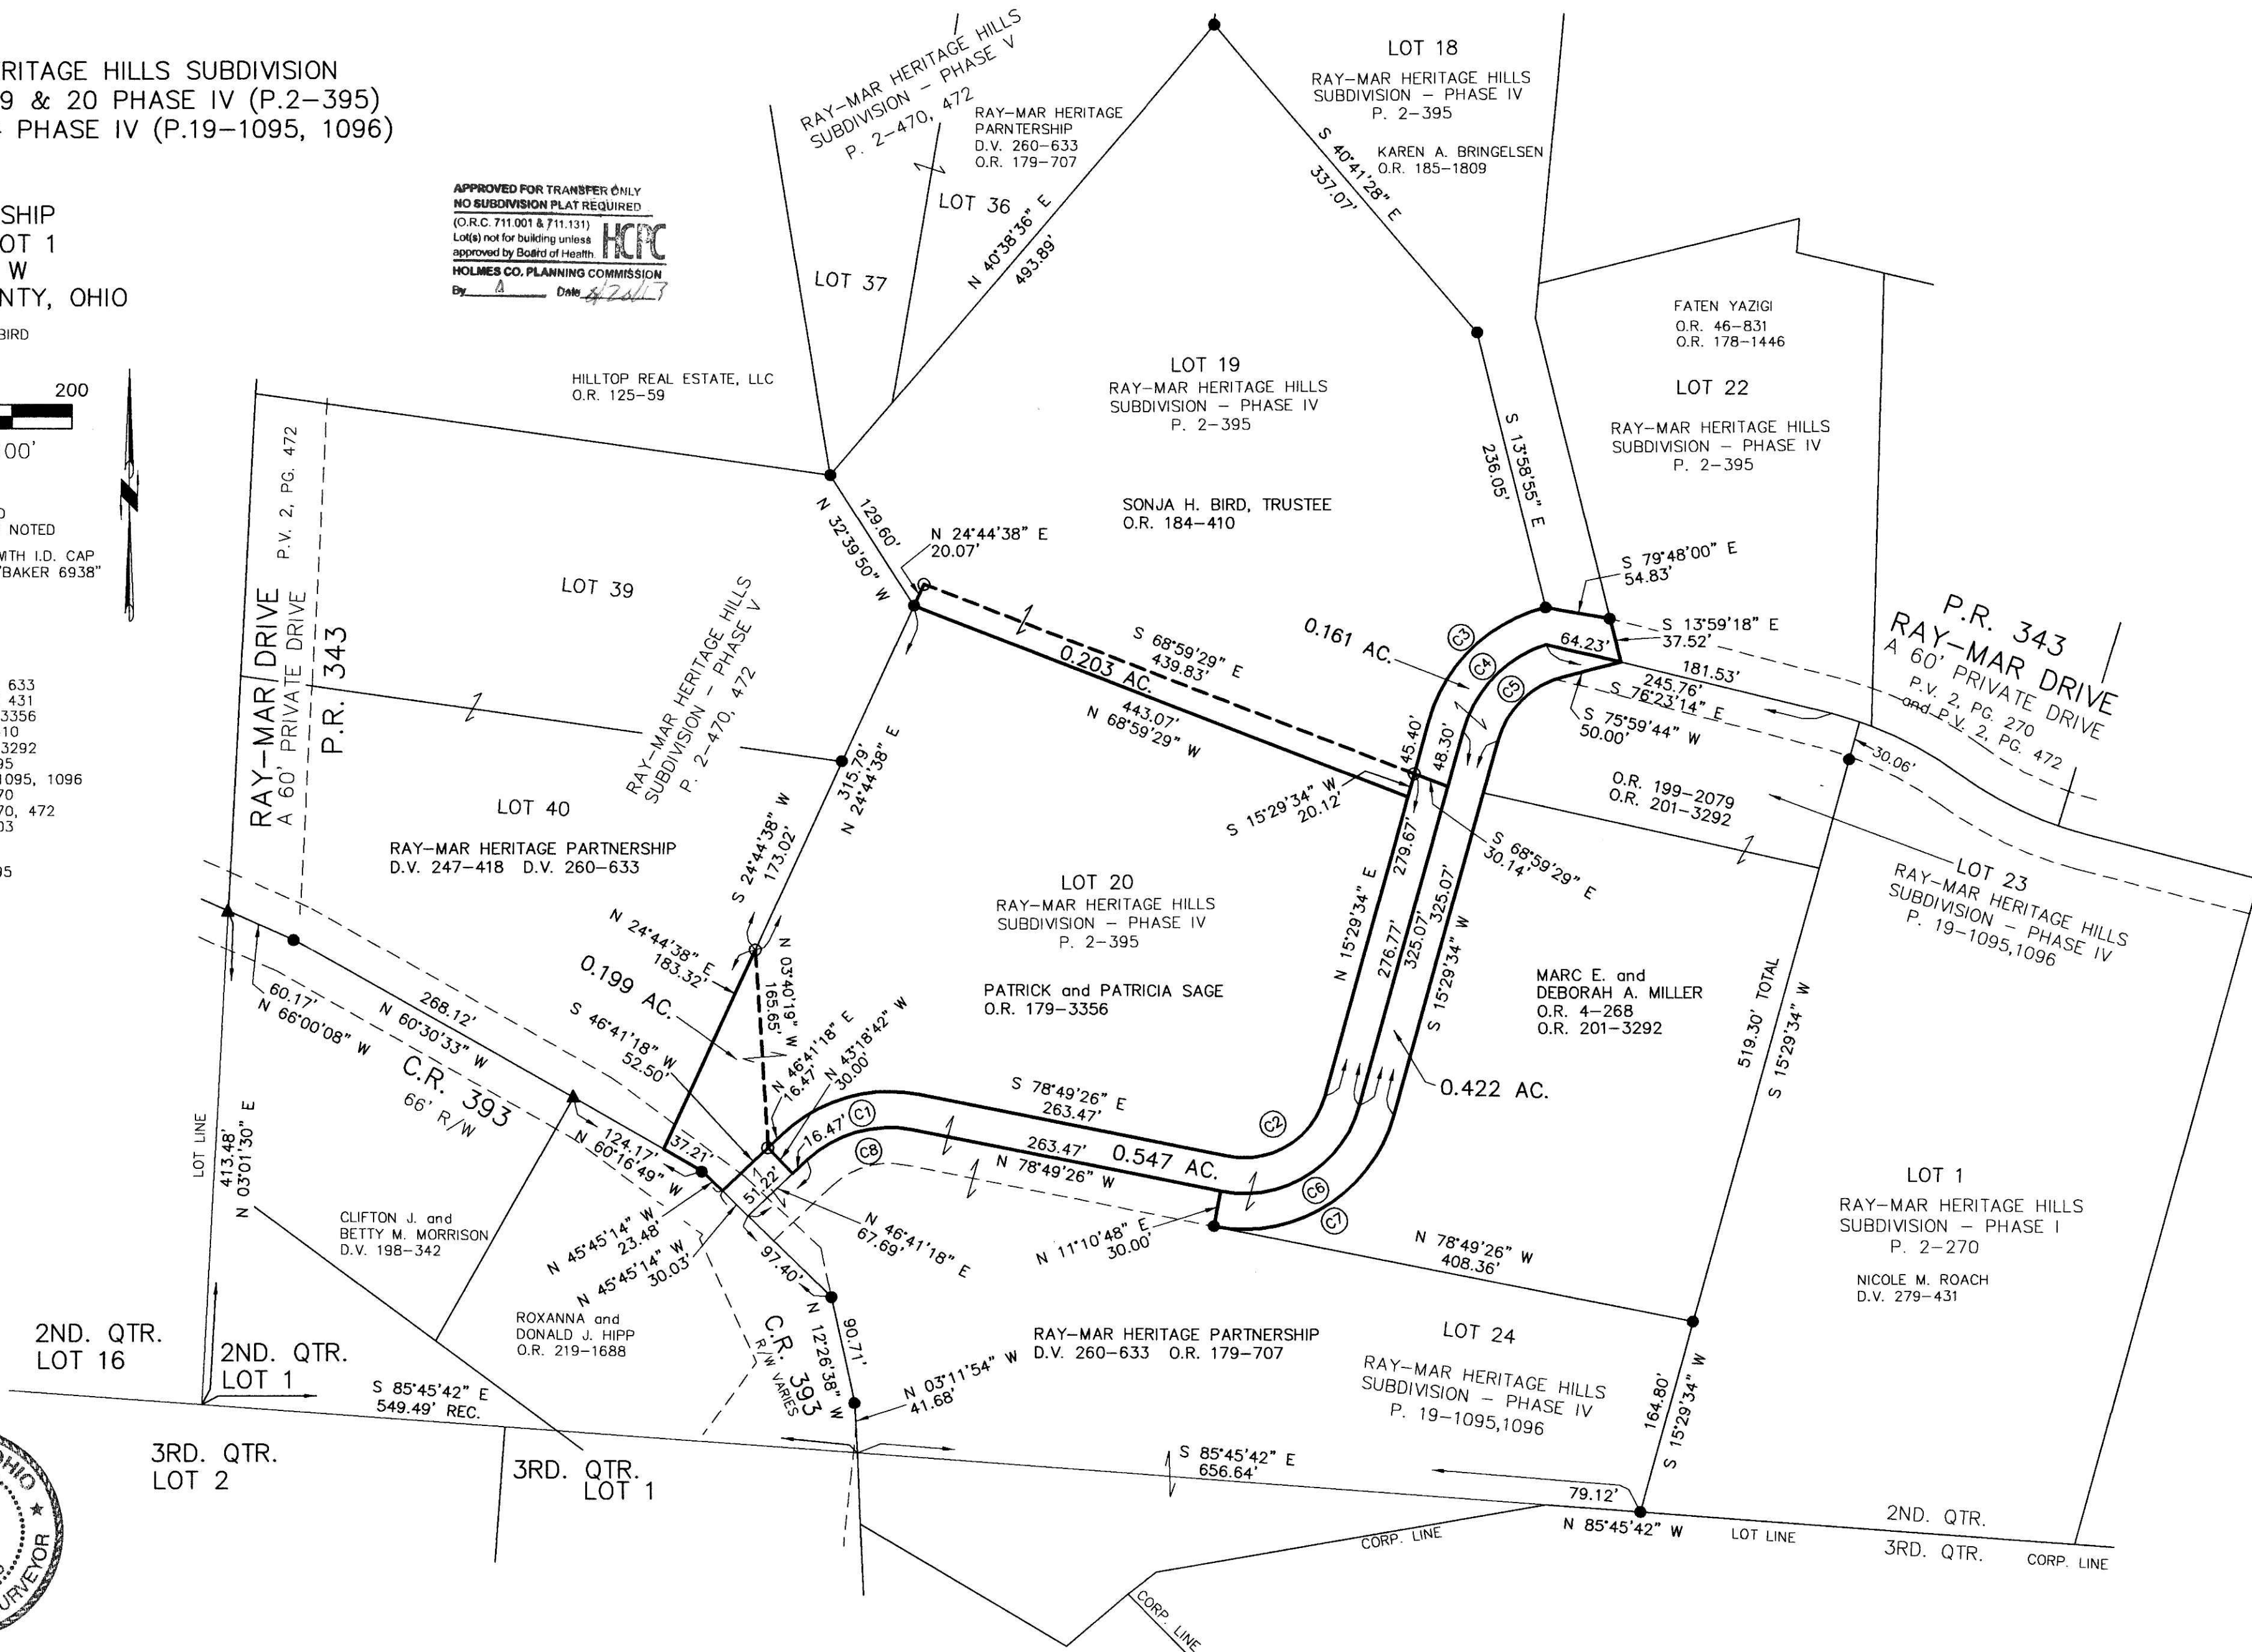 RITAGE HILLS SUBDIVISION
9 & 20 PHASE IV (P.2-395)
PHASE IV (P.19-1095, 1096)
SHIP
OT 1
W
NTY, OHIO
BIRD
200
00'
NOTED
WITH I.D. CAP
"BAKER 6938"
633
431
3356
10
3292
95
1095, 1096
70
70, 472
03
95
APPROVED FOR TRANSFER ONLY
NO SUBDIVISION PLAT REQUIRED
(O.R.C. 711.001 & 711.131)
Lot(s) not for building unless
approved by Board of Health.
HCPC
HOLMES CO. PLANNING COMMISSION
By
Date
RAY-MAR HERITAGE HILLS
SUBDIVISION - PHASE V
P. 2-470, 472
RAY-MAR HERITAGE
PARNTERSHIP
D.V. 260-633
O.R. 179-707
LOT 36
LOT 37
N 40°38'36" E
493.89'
LOT 18
RAY-MAR HERITAGE HILLS
SUBDIVISION - PHASE IV
P. 2-395
KAREN A. BRINGELSEN
O.R. 185-1809
S 40°41'28" E
337.07'
FATEN YAZIGI
O.R. 46-831
O.R. 178-1446
LOT 22
RAY-MAR HERITAGE HILLS
SUBDIVISION - PHASE IV
P. 2-395
HILLTOP REAL ESTATE, LLC
O.R. 125-59
LOT 19
RAY-MAR HERITAGE HILLS
SUBDIVISION - PHASE IV
P. 2-395
SONJA H. BIRD, TRUSTEE
O.R. 184-410
S 13°58'55" E
236.05'
129.60'
N 32°39'50" W
N 24°44'38" E
20.07'
S 79°48'00" E
54.83'
S 13°59'18" E
37.52'
64.23'
P.R. 343
RAY-MAR DRIVE
A 60' PRIVATE DRIVE
P.V. 2, PG. 270
and P.V. 2, PG. 472
RAY-MAR DRIVE
A 60' PRIVATE DRIVE
P.V. 2, PG. 472
P.R. 343
LOT 39
RAY-MAR HERITAGE HILLS
SUBDIVISION - PHASE V
P. 2-470, 472
S 68°59'29" E
439.83'
0.203 AC.
443.07'
N 68°59'29" W
0.161 AC.
C3
C4
C5
181.53'
245.76'
S 76°23'14" E
S 75°59'44" W
50.00'
30.06'
45.40'
48.30'
S 15°29'34" W
20.12'
S 68°59'29" E
30.14'
O.R. 199-2079
O.R. 201-3292
LOT 23
RAY-MAR HERITAGE HILLS
SUBDIVISION - PHASE IV
P. 19-1095,1096
315.79'
N 24°44'38" E
S 24°44'38" W
173.02'
LOT 40
RAY-MAR HERITAGE PARTNERSHIP
D.V. 247-418 D.V. 260-633
LOT 20
RAY-MAR HERITAGE HILLS
SUBDIVISION - PHASE IV
P. 2-395
PATRICK and PATRICIA SAGE
O.R. 179-3356
N 15°29'34" E
279.67'
276.77'
325.07'
325.07'
S 15°29'34" W
MARC E. and
DEBORAH A. MILLER
O.R. 4-268
O.R. 201-3292
0.422 AC.
519.30' TOTAL
S 15°29'34" W
N 24°44'38" E
183.32'
0.199 AC.
N 03°40'19" W
165.65'
S 46°41'18" W
52.50'
N 46°41'18" E
16.47'
N 43°18'42" W
30.00'
16.47'
C1
C8
60.17'
N 66°00'08" W
268.12'
N 60°30'33" W
C.R. 393
66' R/W
124.17'
N 60°16'49" W
37.21'
51.22'
N 45°45'14" W
23.48'
N 45°45'14" W
30.03'
N 46°41'18" E
67.69'
97.40'
S 78°49'26" E
263.47'
263.47'
N 78°49'26" W
0.547 AC.
C2
C6
C7
N 11°10'48" E
30.00'
N 78°49'26" W
408.36'
LOT 1
RAY-MAR HERITAGE HILLS
SUBDIVISION - PHASE I
P. 2-270
NICOLE M. ROACH
D.V. 279-431
LOT LINE
413.48'
N 03°01'30" E
CLIFTON J. and
BETTY M. MORRISON
D.V. 198-342
ROXANNA and
DONALD J. HIPP
O.R. 219-1688
C.R. 393
R/W VARIES
90.71'
N 12°26'38" W
N 03°11'54" W
41.68'
RAY-MAR HERITAGE PARTNERSHIP
D.V. 260-633 O.R. 179-707
LOT 24
RAY-MAR HERITAGE HILLS
SUBDIVISION - PHASE IV
P. 19-1095,1096
164.80'
S 15°29'34" W
2ND. QTR.
LOT 16
2ND. QTR.
LOT 1
S 85°45'42" E
549.49' REC.
3RD. QTR.
LOT 2
3RD. QTR.
LOT 1
S 85°45'42" E
656.64'
79.12'
N 85°45'42" W
LOT LINE
2ND. QTR.
3RD. QTR.
CORP. LINE
CORP. LINE
CORP. LINE
OHIO
SURVEYOR